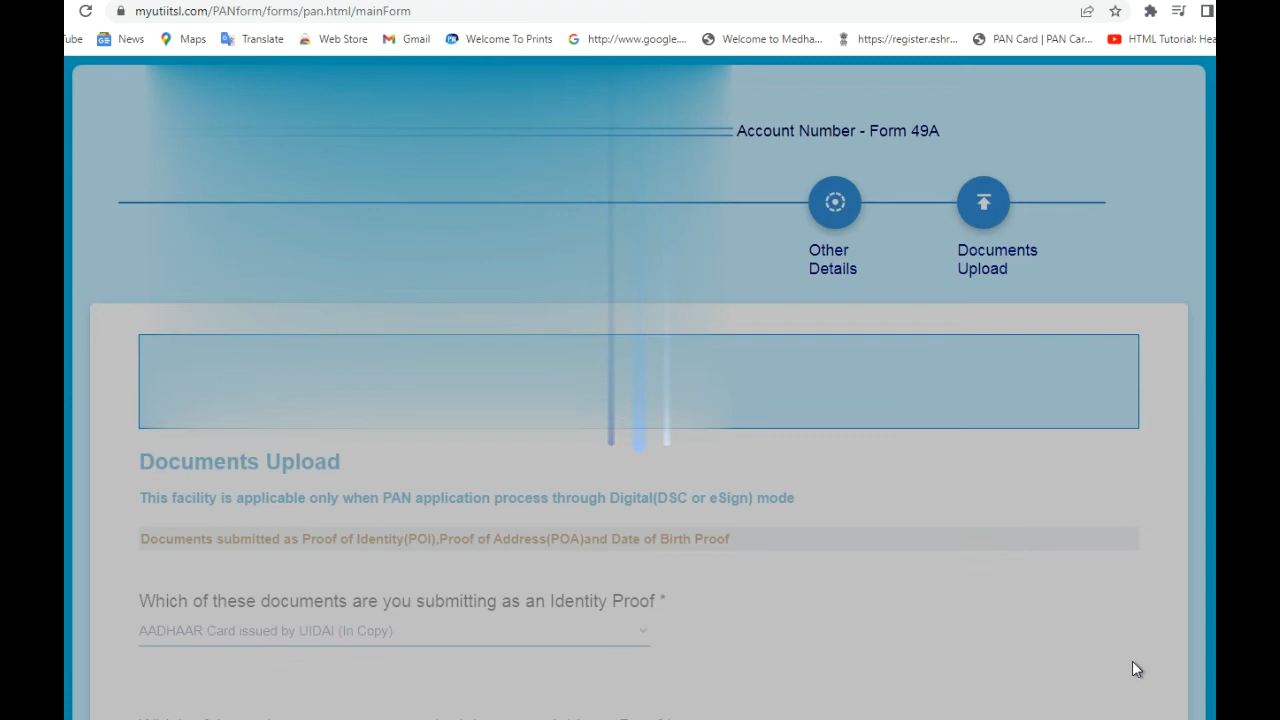 myutiitsl.com/PANform/forms/pan.html/mainForm
ube News Maps Translate Web Store Gmail Welcome To Prints http://www.google.... Welcome to Medha... https://register.eshr... PAN Card | PAN Car... HTML Tutorial: Hea
Account Number - Form 49A
Other Details
Documents Upload
Documents Upload
This facility is applicable only when PAN application process through Digital(DSC or eSign) mode
Documents submitted as Proof of Identity(POI),Proof of Address(POA)and Date of Birth Proof
Which of these documents are you submitting as an Identity Proof *
AADHAAR Card issued by UIDAI (In Copy)